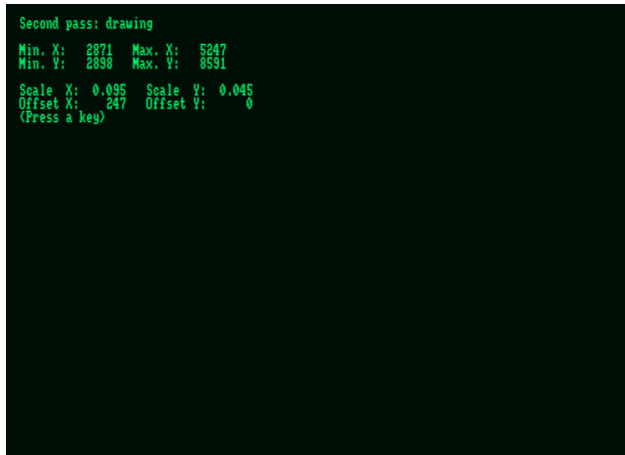 Second pass: drawing
Min. X: 2871 Max. X: 5247
Min. Y: 2898 Max. Y: 8591
Scale X: 0.095 Scale Y: 0.045
Offset X: 247 Offset Y: 0
<Press a key>